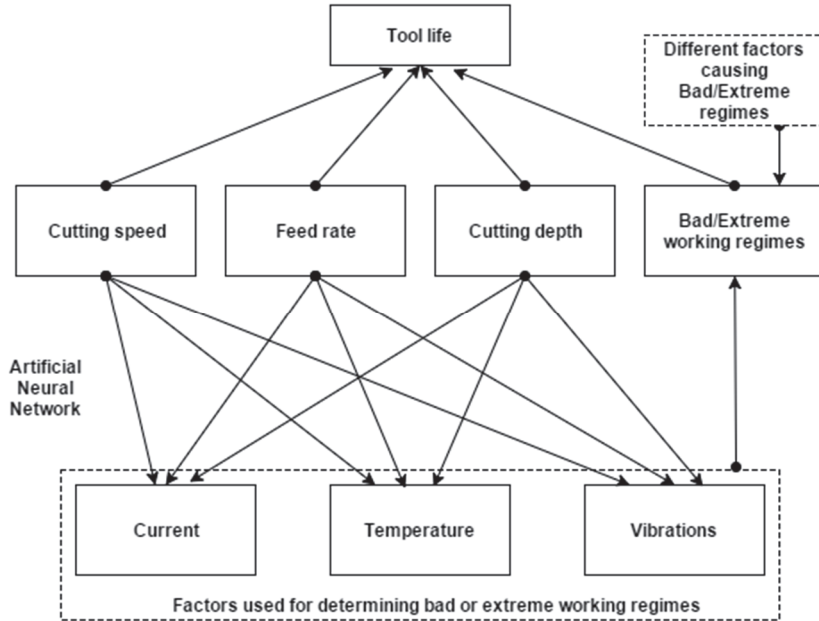 Tool life
Different factors
causing
Bad/Extreme
regimes
Cutting speed
Feed rate
Cutting depth
Bad/Extreme
working regimes
Artificial
Neural
Network
Current
Temperature
Vibrations
Factors used for determining bad or extreme working regimes